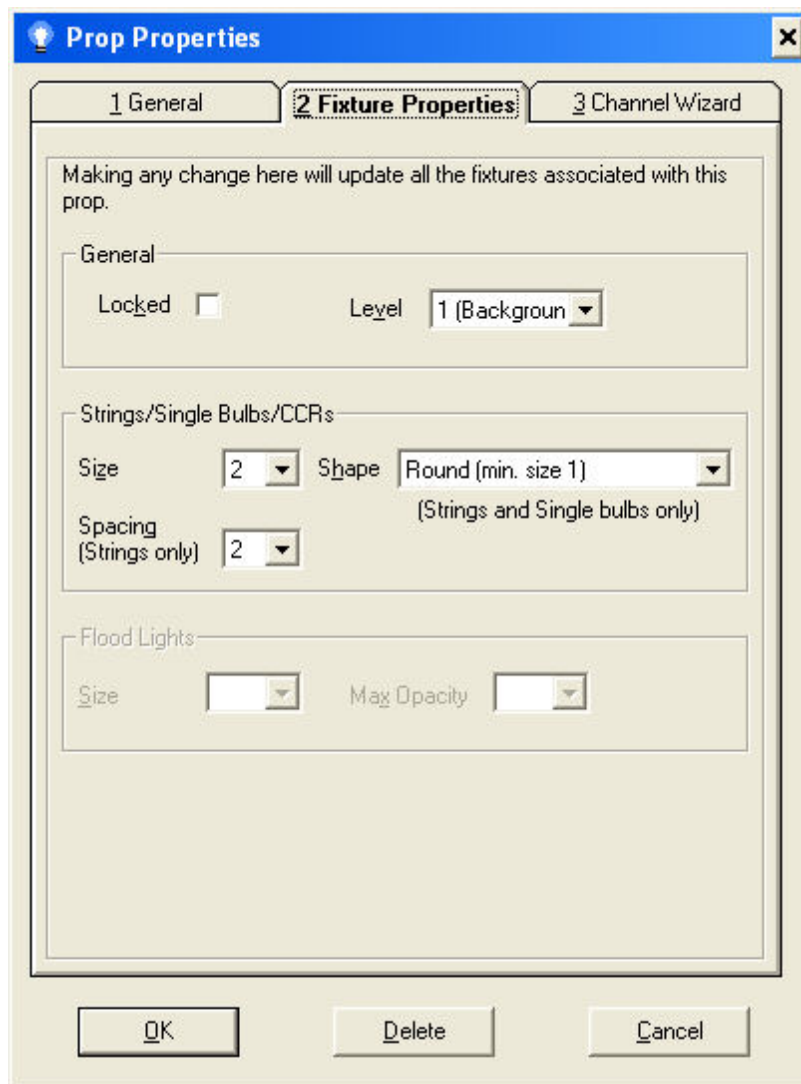 Prop Properties
1 General 2 Fixture Properties 3 Channel Wizard
Making any change here will update all the fixtures associated with this
prop.
General
Locked Level 1 (Backgroun
Strings/Single Bulbs/CCRs
Size 2 Shape Round (min. size 1)
(Strings and Single bulbs only)
Spacing
(Strings only) 2
Flood Lights
Size Max Opacity
OK Delete Cancel